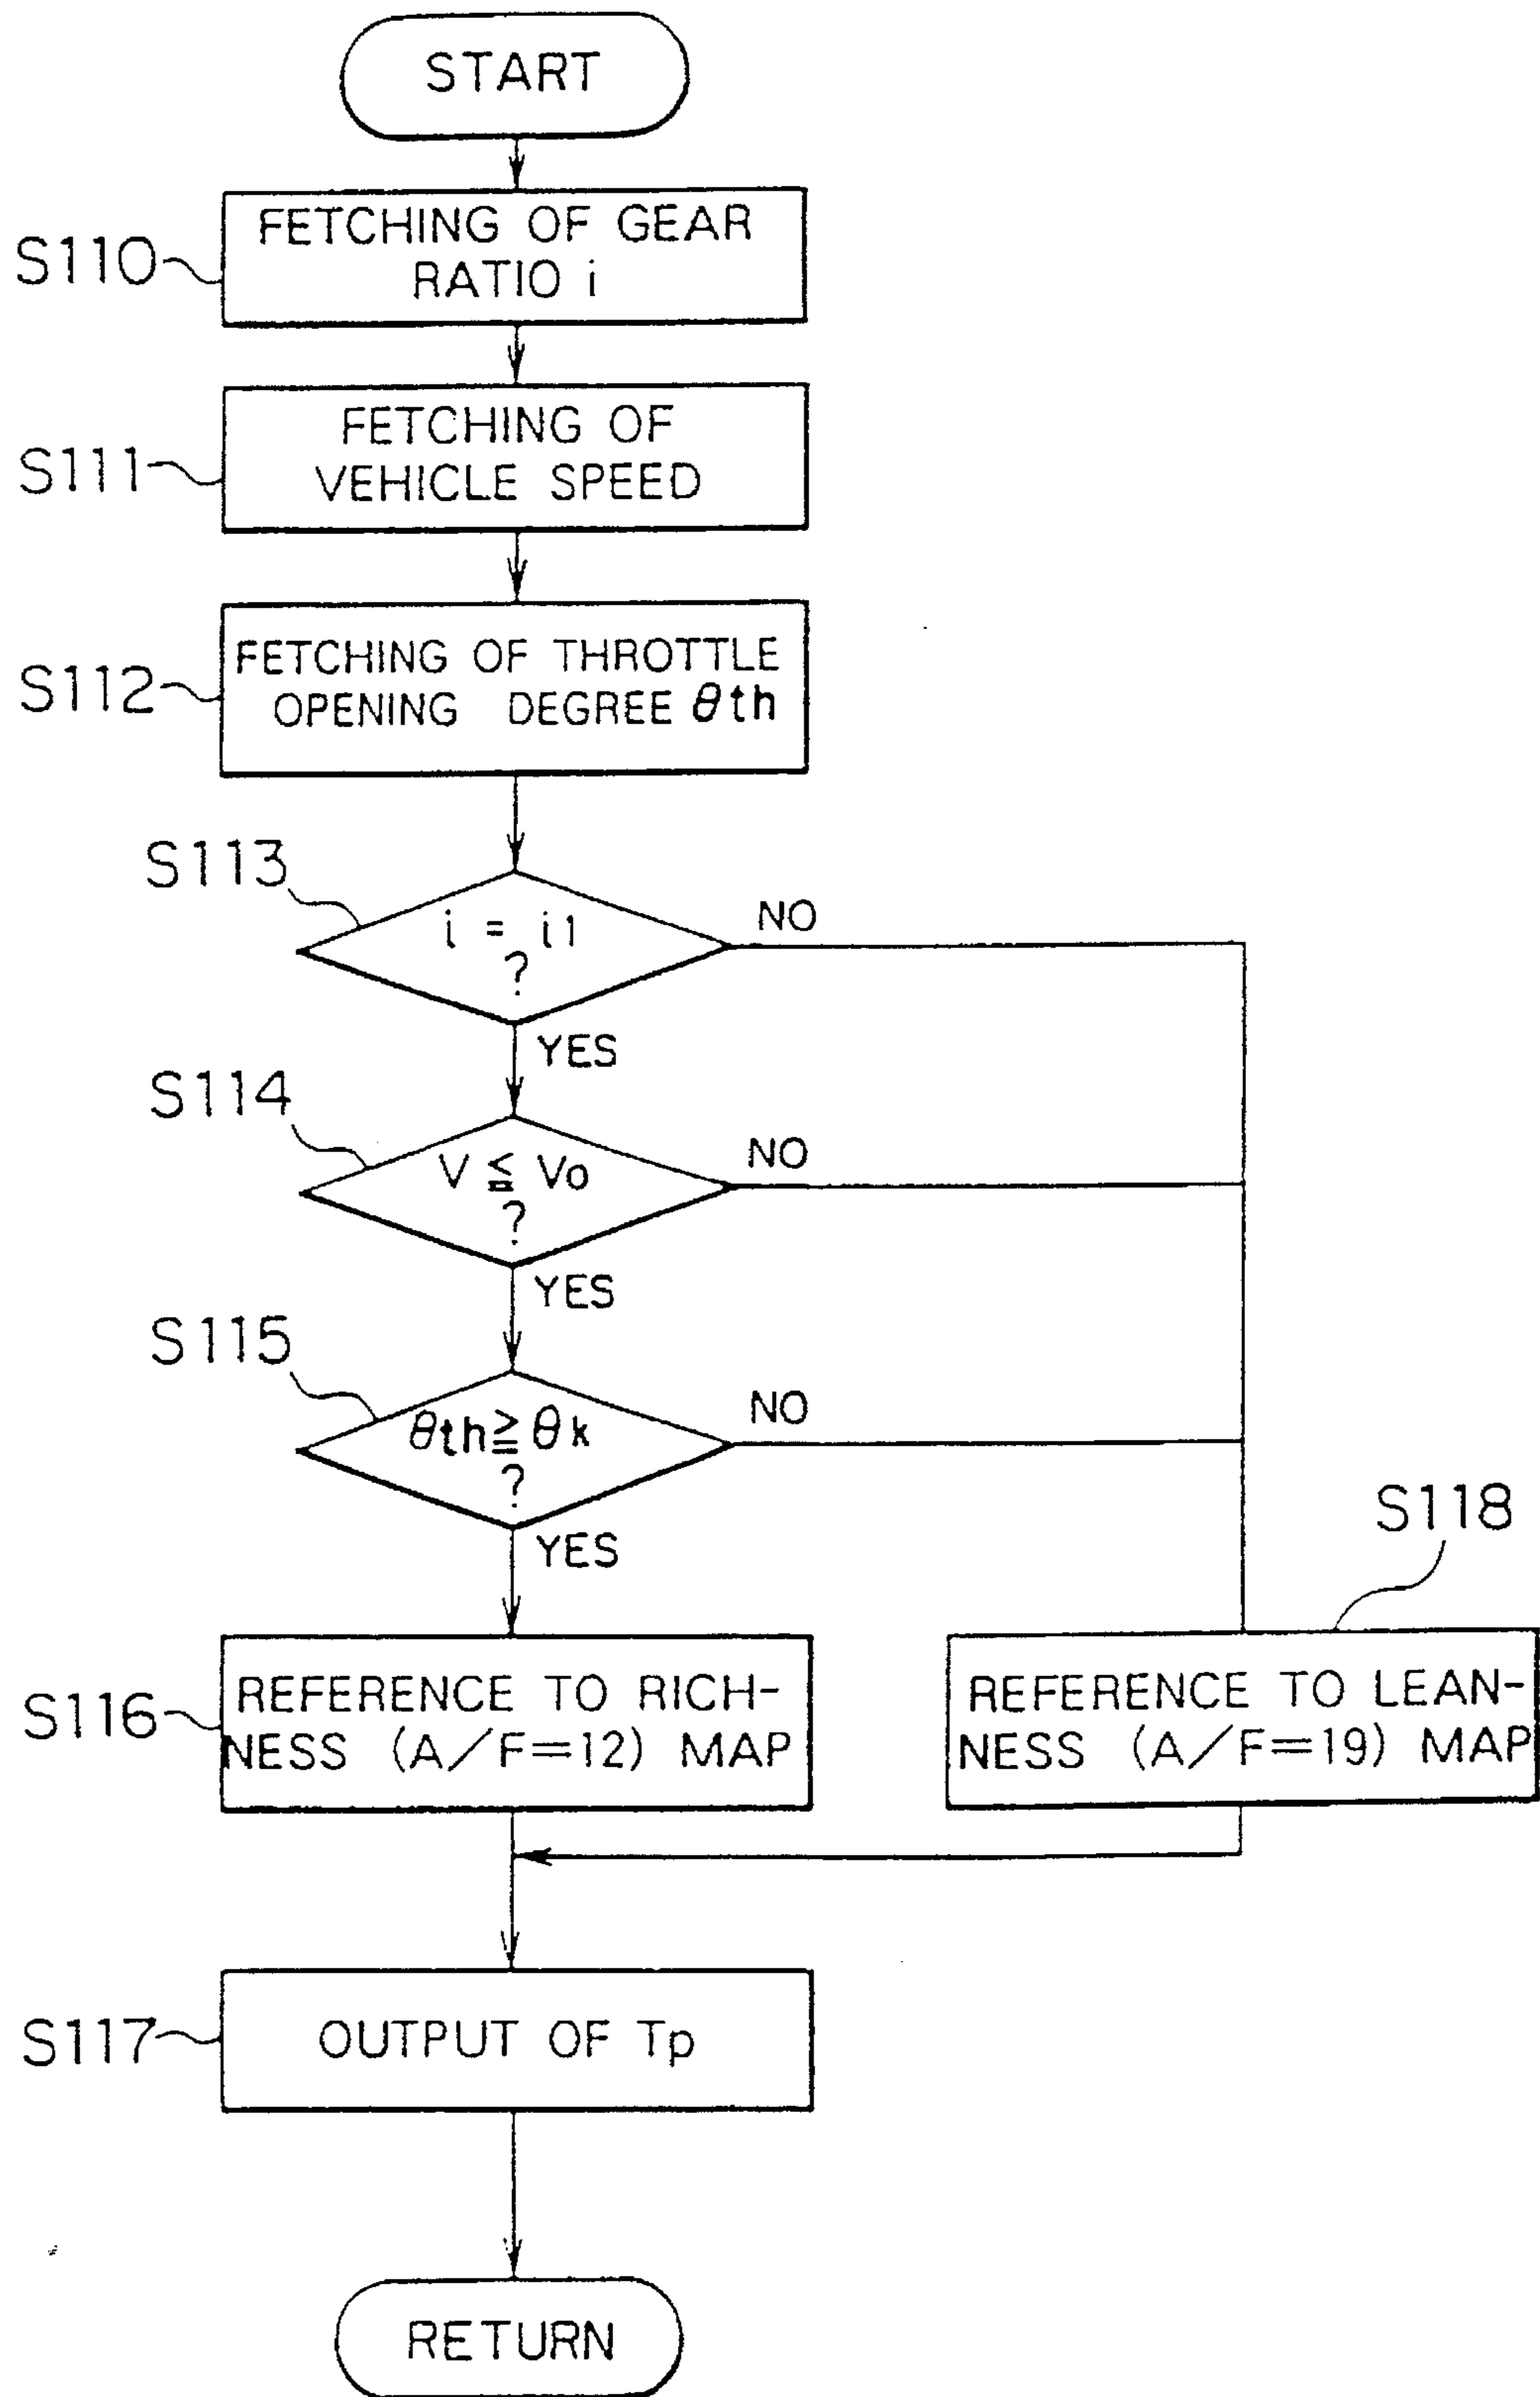 START
S110
FETCHING OF GEAR
RATIO i
S111
FETCHING OF
VEHICLE SPEED
S112
FETCHING OF THROTTLE
OPENING DEGREE θth
S113
i = i1
?
NO
YES
S114
V ≦ Vo
?
NO
YES
S115
θth ≧ θk
?
NO
YES
S116
REFERENCE TO RICH-
NESS (A/F=12) MAP
S118
REFERENCE TO LEAN-
NESS (A/F=19) MAP
S117
OUTPUT OF Tp
RETURN